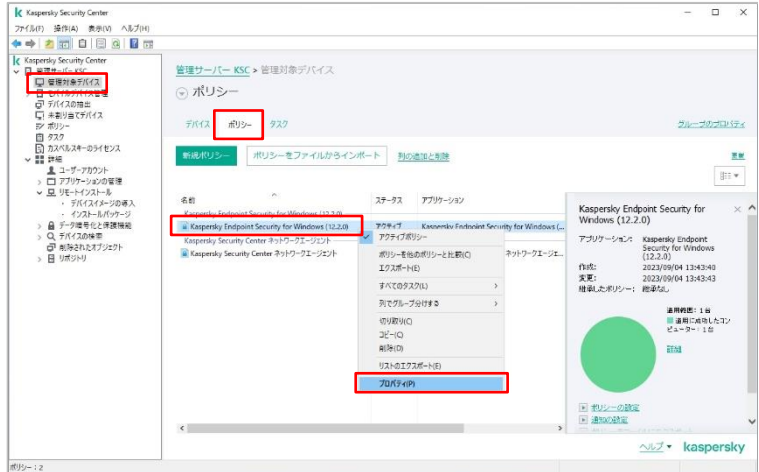 Kaspersky Security Center
ファイル(F) 操作(A) 表示(V) ヘルプ(H)
Kaspersky Security Center
管理サーバー KSC
管理対象デバイス
モバイルデバイス管理
デバイスの抽出
未割り当てデバイス
ポリシー
タスク
カスペルスキーのライセンス
詳細
ユーザーアカウント
アプリケーションの管理
リモートインストール
・ デバイスイメージの導入
・ インストールパッケージ
データ暗号化と保護機能
デバイスの検索
削除されたオブジェクト
リポジトリ
管理サーバー KSC > 管理対象デバイス
ポリシー
デバイス ポリシー タスク
グループのプロパティ
新規ポリシー ポリシーをファイルからインポート 列の追加と削除
更新
名前 ステータス アプリケーション
Kaspersky Endpoint Security for Windows (12.2.0)
Kaspersky Endpoint Security for Windows (12.2.0) アクティブ Kaspersky Endpoint Security for Windows (...
Kaspersky Security Center ネットワークエージェント
Kaspersky Security Center ネットワークエージェント ネットワークエージェ...
アクティブポリシー
ポリシーを他のポリシーと比較(C)
エクスポート(E)
すべてのタスク(L)
列でグループ分けする
切り取り(C)
コピー(C)
削除(D)
リストのエクスポート(E)
プロパティ(P)
Kaspersky Endpoint Security for
Windows (12.2.0)
アプリケーション: Kaspersky Endpoint
Security for Windows
(12.2.0)
作成: 2023/09/04 13:43:40
変更: 2023/09/04 13:43:43
継承したポリシー: 継承なし
適用範囲: 1 台
適用に成功したコン
ピューター: 1 台
詳細
ポリシーの設定
通知の設定
ヘルプ kaspersky
ポリシー: 2